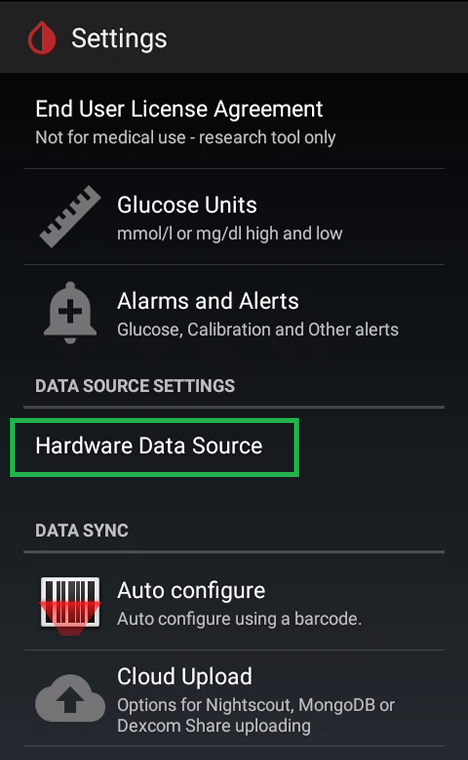 Settings
End User License Agreement
Not for medical use - research tool only
Glucose Units
mmol/l or mg/dl high and low
Alarms and Alerts
Glucose, Calibration and Other alerts
DATA SOURCE SETTINGS
Hardware Data Source
DATA SYNC
Auto configure
Auto configure using a barcode.
Cloud Upload
Options for Nightscout, MongoDB or
Dexcom Share uploading